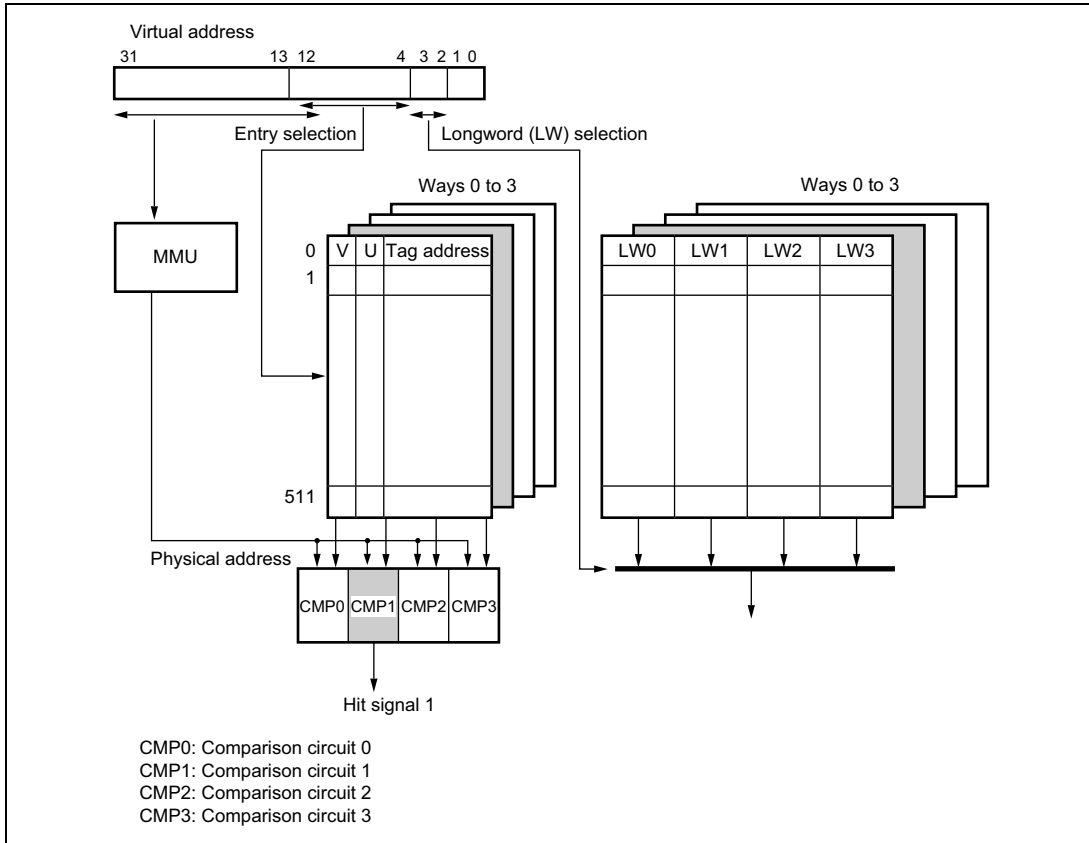 Virtual address
31 13 12 4 3 2 1 0
Entry selection
Longword (LW) selection
Ways 0 to 3
Ways 0 to 3
MMU
0 V U Tag address
LW0 LW1 LW2 LW3
1
511
Physical address
CMP0 CMP1 CMP2 CMP3
Hit signal 1
CMP0: Comparison circuit 0
CMP1: Comparison circuit 1
CMP2: Comparison circuit 2
CMP3: Comparison circuit 3